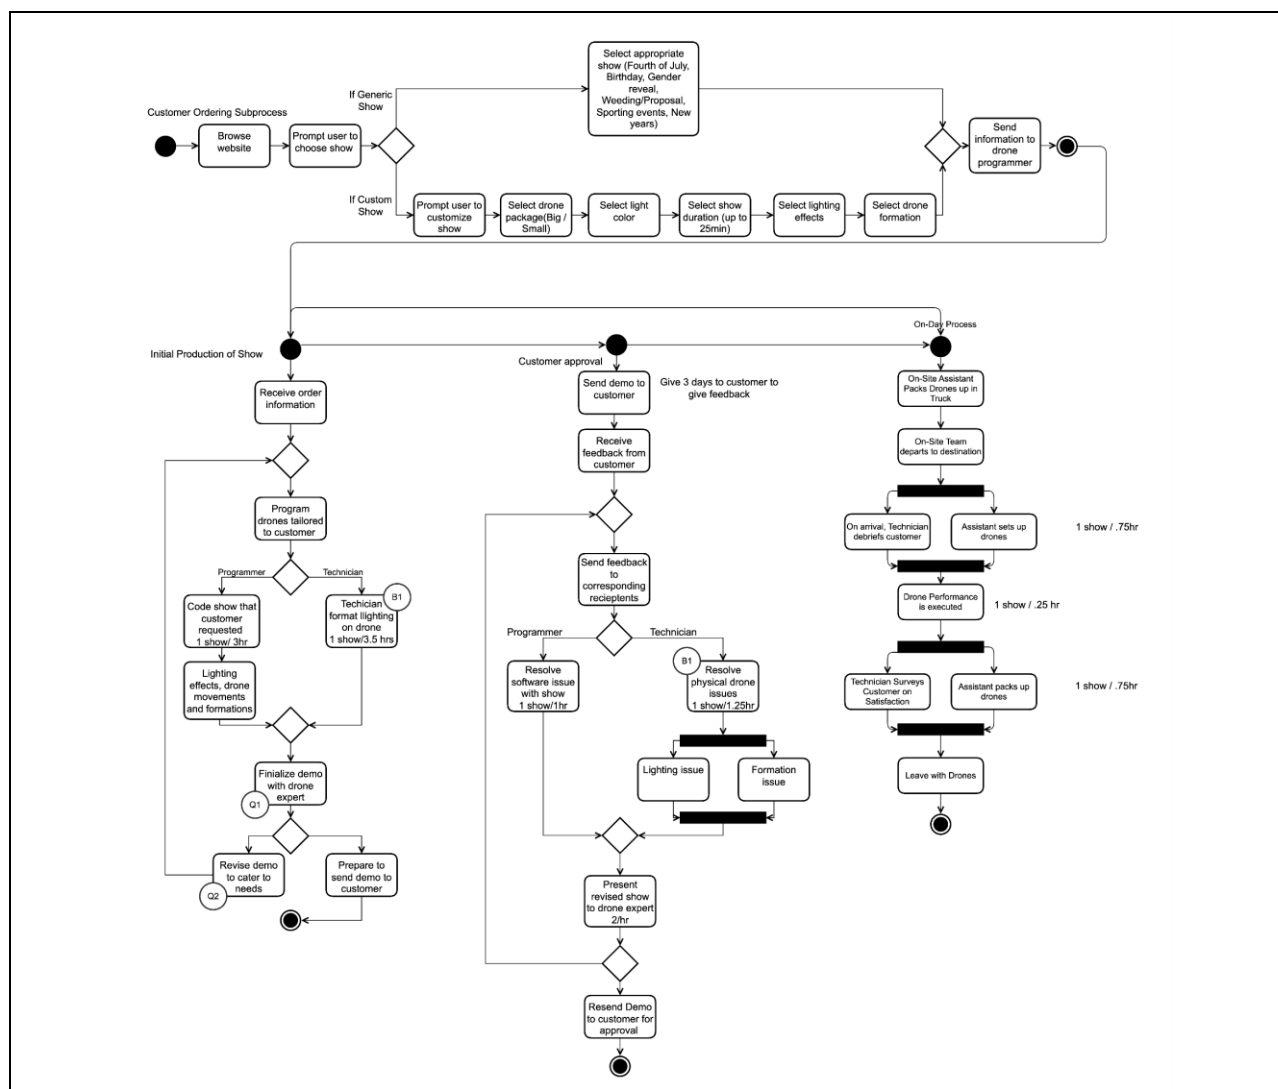 Customer Ordering Subprocess
Browse
website
Prompt user to
choose show
If Generic
Show
Select appropriate
show (Fourth of July,
Birthday, Gender
reveal,
Weeding/Proposal,
Sporting events, New
years)
Send
information to
drone
programmer
If Custom
Show
Prompt user to
customize
show
Select drone
package(Big /
Small)
Select light
color
Select show
duration (up to
25min)
Select lighting
effects
Select drone
formation
Initial Production of Show
Receive order
information
Program
drones tailored
to customer
Programmer
Technician
Code show that
customer
requested
1 show/ 3hr
B1
Techician
format llighting
on drone
1 show/3.5 hrs
Lighting
effects, drone
movements
and formations
Finialize demo
with drone
expert
Q1
Revise demo
to cater to
needs
Q2
Prepare to
send demo to
customer
Customer approval
Send demo to
customer
Give 3 days to customer to
give feedback
Receive
feedback from
customer
Send feedback
to
corresponding
recieptents
Programmer
Technician
Resolve
software issue
with show
1 show/1hr
B1
Resolve
physical drone
issues
1 show/1.25hr
Lighting issue
Formation
issue
Present
revised show
to drone expert
2/hr
Resend Demo
to customer for
approval
On-Day Process
On-Site Assistant
Packs Drones up in
Truck
On-Site Team
departs to destination
On arrival, Technician
debriefs customer
Assistant sets up
drones
1 show / .75hr
Drone Performance
is executed
1 show / .25 hr
Technician Surveys
Customer on
Satisfaction
Assistant packs up
drones
1 show / .75hr
Leave with Drones